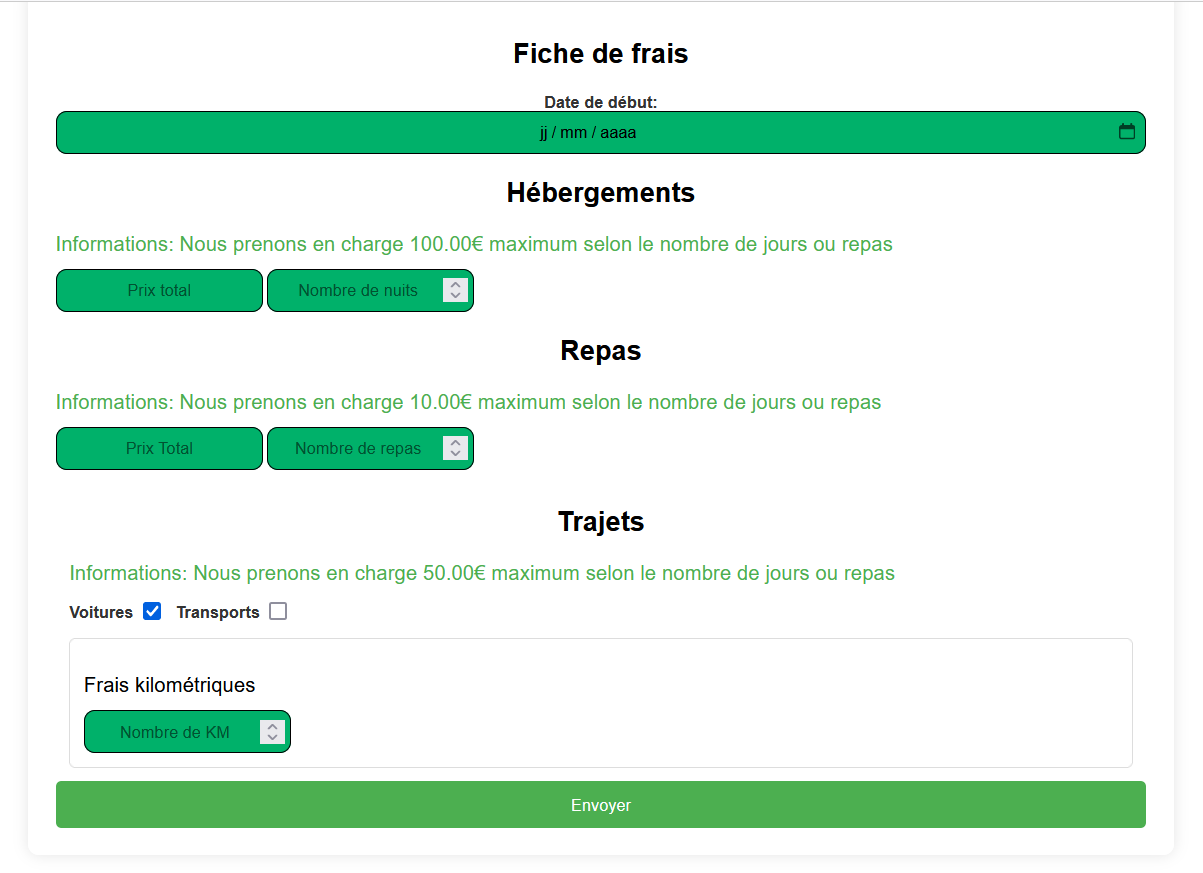 Fiche de frais
Date de début:
jj / mm / aaaa
Hébergements
Informations: Nous prenons en charge 100.00€ maximum selon le nombre de jours ou repas
Prix total Nombre de nuits
Repas
Informations: Nous prenons en charge 10.00€ maximum selon le nombre de jours ou repas
Prix Total Nombre de repas
Trajets
Informations: Nous prenons en charge 50.00€ maximum selon le nombre de jours ou repas
Voitures Transports
Frais kilométriques
Nombre de KM
Envoyer